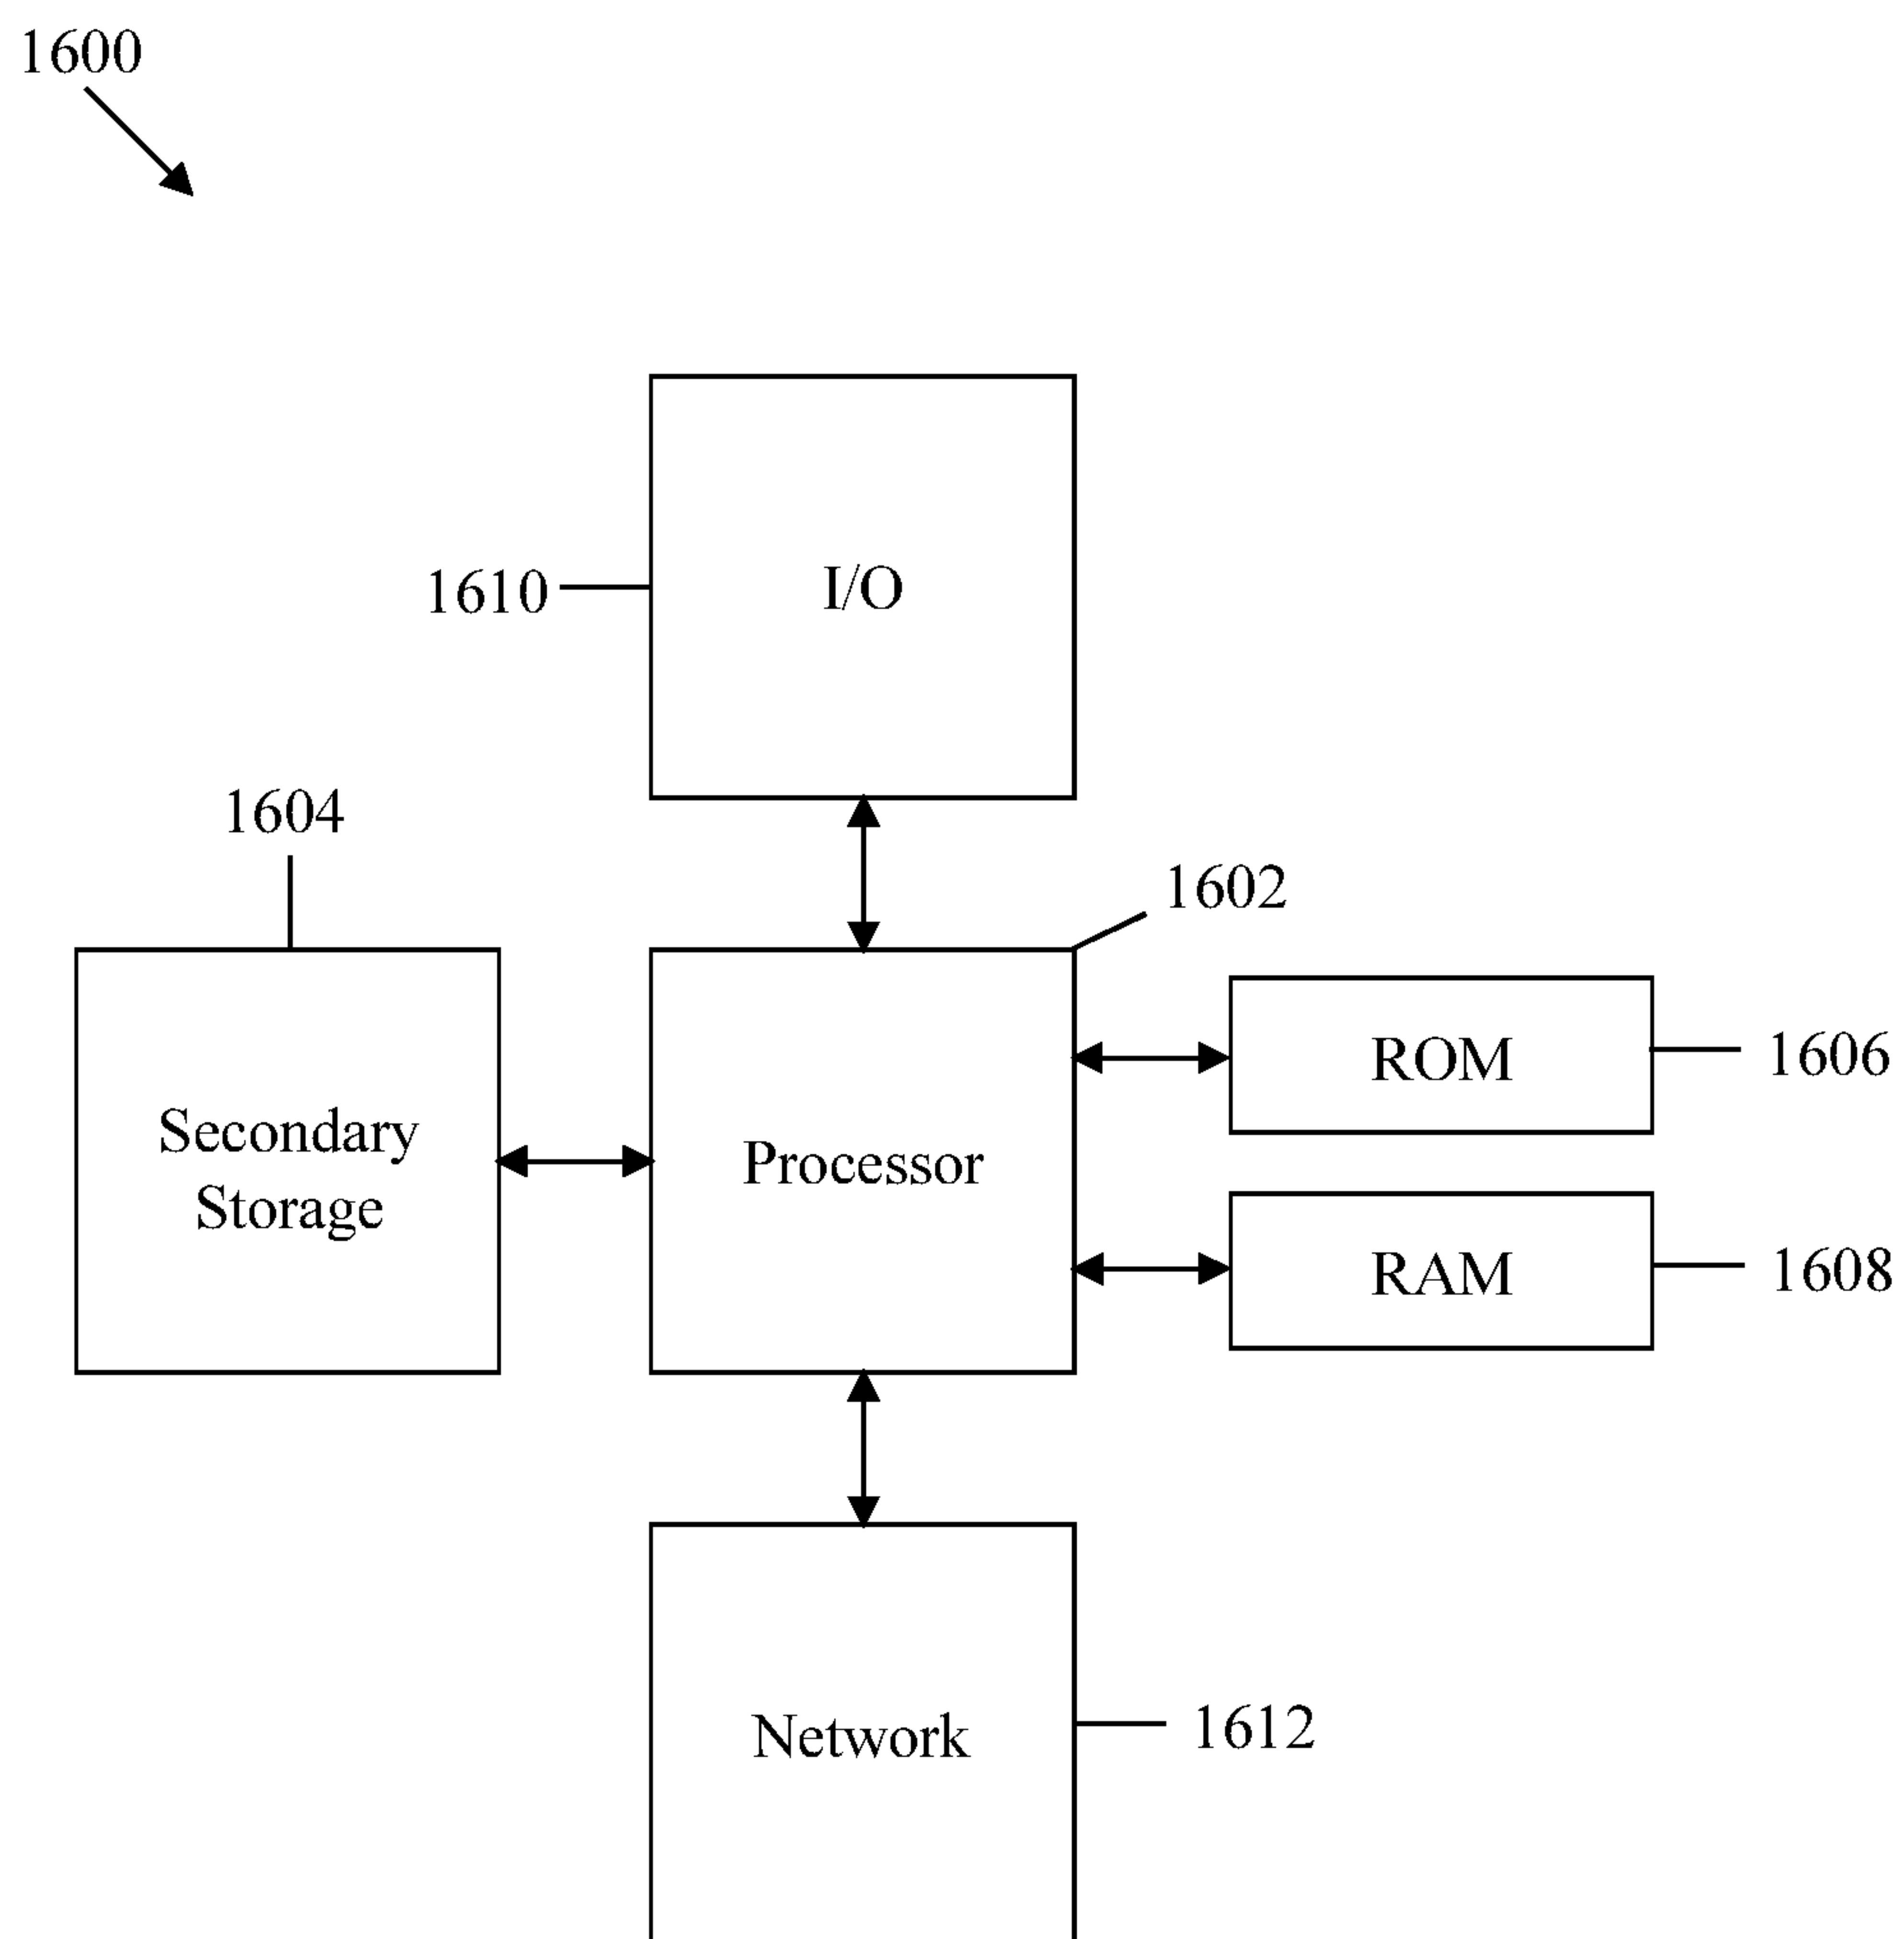 1600
I/O
1610
1604
1602
Secondary
Storage
Processor
ROM
1606
RAM
1608
Network
1612